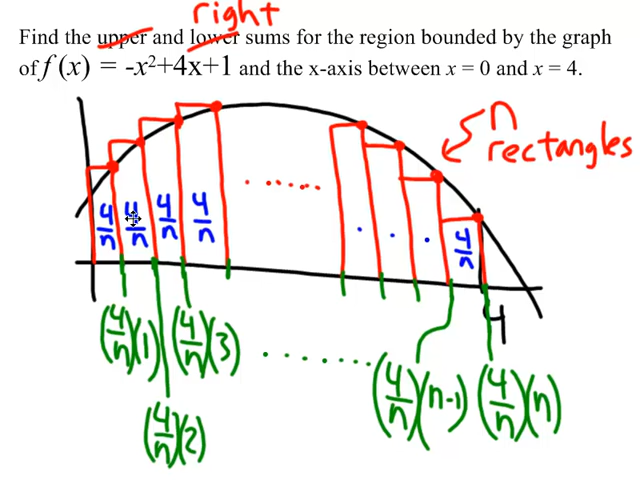 right
Find the upper and lower sums for the region bounded by the graph
of f(x) = -x²+4x+1 and the x-axis between x = 0 and x = 4.
n
rectangles
4/n 4/n 4/n 4/n 4/n
4
(4/n)(1) (4/n)(3)
(4/n)(n-1) (4/n)(n)
(4/n)(2)